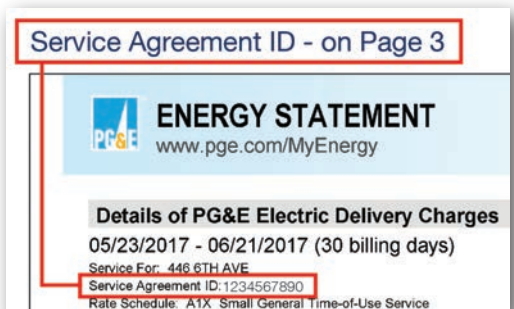 Service Agreement ID - on Page 3
PG&E
ENERGY STATEMENT
www.pge.com/MyEnergy
Details of PG&E Electric Delivery Charges
05/23/2017 - 06/21/2017 (30 billing days)
Service For: 446 6TH AVE
Service Agreement ID: 1234567890
Rate Schedule: A1X Small General Time-of-Use Service